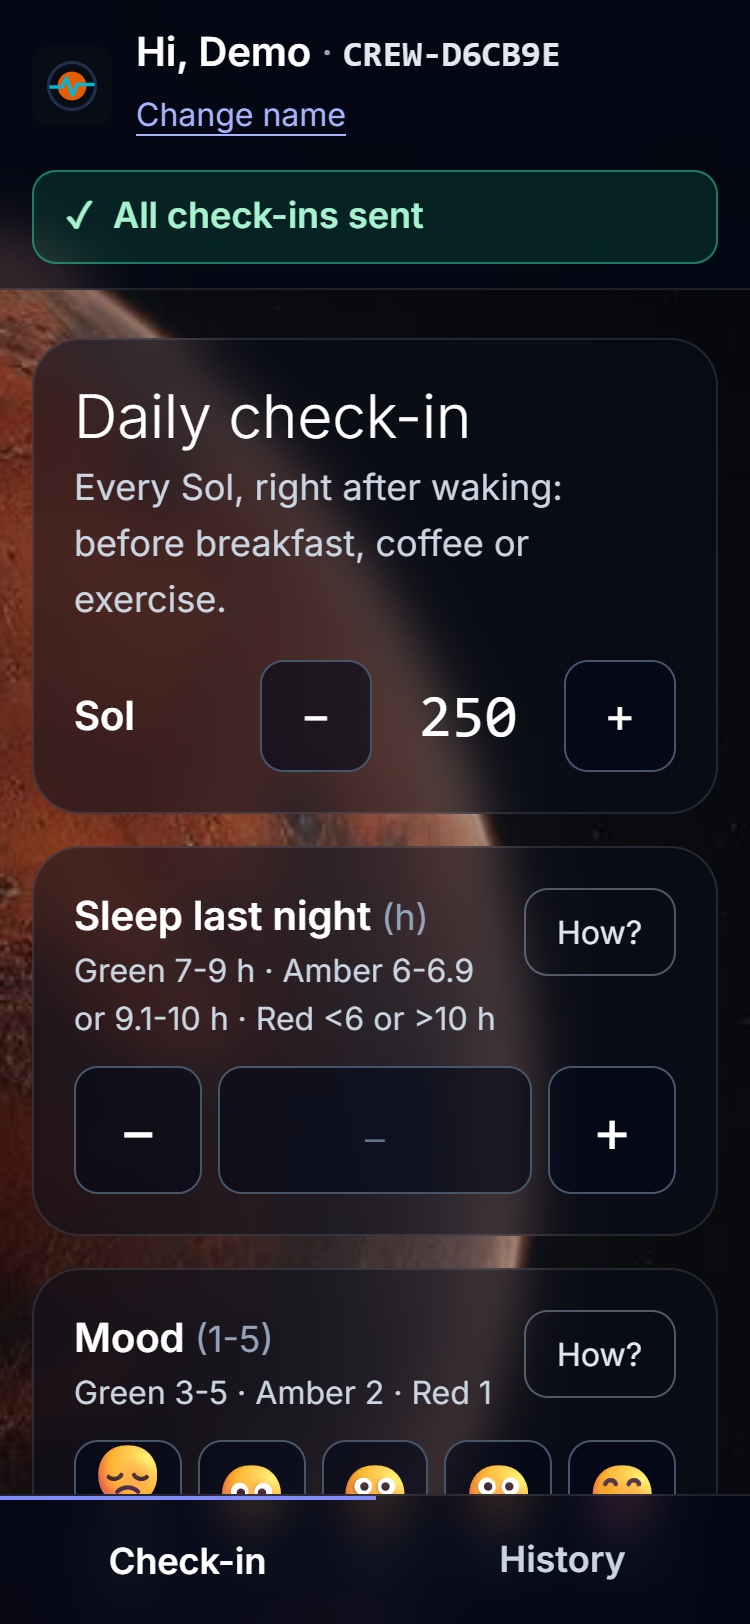 Hi, Demo · CREW-D6CB9E
Change name
✓ All check-ins sent
Daily check-in
Every Sol, right after waking:
before breakfast, coffee or
exercise.
Sol − 250 +
Sleep last night (h)
How?
Green 7-9 h · Amber 6-6.9
or 9.1-10 h · Red <6 or >10 h
− – +
Mood (1-5)
How?
Green 3-5 · Amber 2 · Red 1
Check-in
History